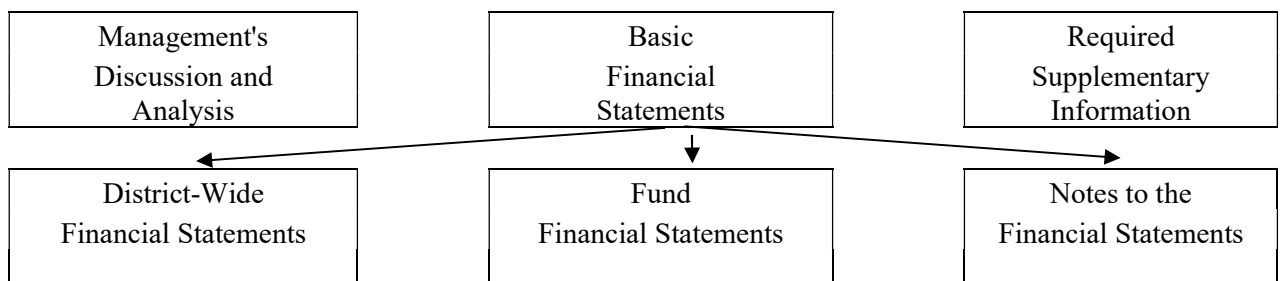 Management's
Discussion and
Analysis
Basic
Financial
Statements
Required
Supplementary
Information
District-Wide
Financial Statements
Fund
Financial Statements
Notes to the
Financial Statements